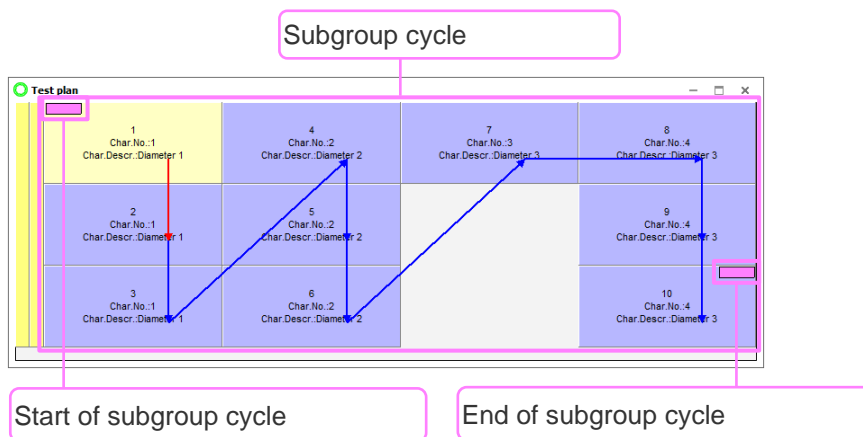 Subgroup cycle
Test plan
1
Char.No.:1
Char.Descr.:Diameter 1
4
Char.No.:2
Char.Descr.:Diameter 2
7
Char.No.:3
Char.Descr.:Diameter 3
8
Char.No.:4
Char.Descr.:Diameter 3
2
Char.No.:1
Char.Descr.:Diameter 1
5
Char.No.:2
Char.Descr.:Diameter 2
9
Char.No.:4
Char.Descr.:Diameter 3
3
Char.No.:1
Char.Descr.:Diameter 1
6
Char.No.:2
Char.Descr.:Diameter 2
10
Char.No.:4
Char.Descr.:Diameter 3
Start of subgroup cycle
End of subgroup cycle